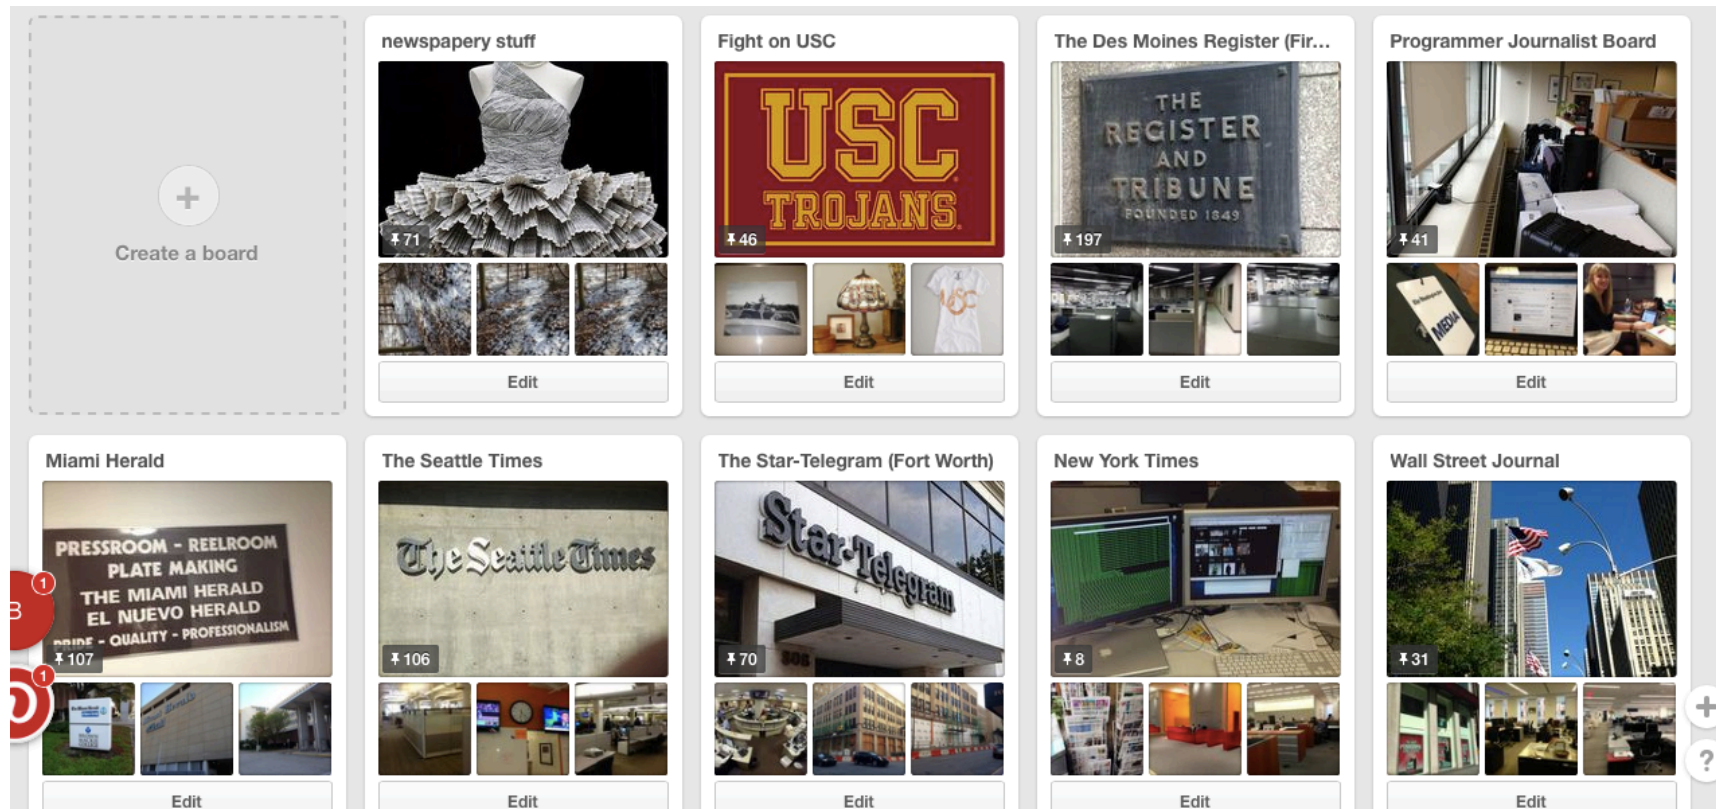 newspapery stuff
Fight on USC
The Des Moines Register (Fir...
Programmer Journalist Board
USC
TROJANS
THE
REGISTER
AND
TRIBUNE
FOUNDED 1849
+
Create a board
71
46
197
41
USC
MEDIA
Edit
Edit
Edit
Edit
Miami Herald
The Seattle Times
The Star-Telegram (Fort Worth)
New York Times
Wall Street Journal
PRESSROOM - REELROOM
PLATE MAKING
THE MIAMI HERALD
EL NUEVO HERALD
PRIDE - QUALITY - PROFESSIONALISM
The Seattle Times
Star-Telegram
1
B
107
106
70
8
31
1
+
?
Edit
Edit
Edit
Edit
Edit